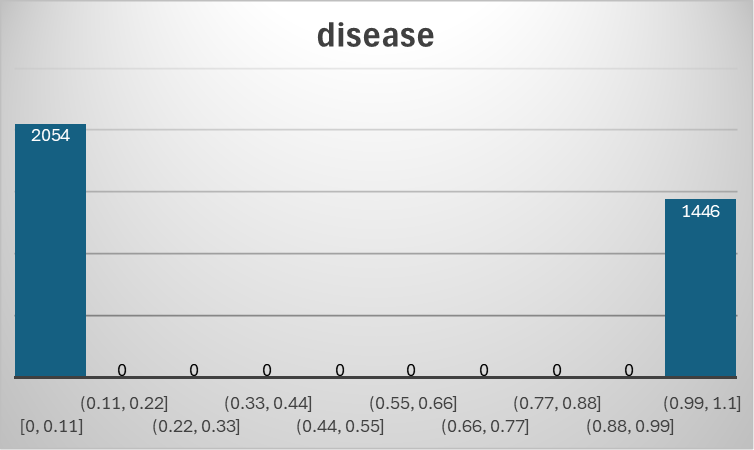 disease
2054
1446
0 0 0 0 0 0 0 0
(0.11, 0.22] (0.33, 0.44] (0.55, 0.66] (0.77, 0.88] (0.99, 1.1]
[0, 0.11] (0.22, 0.33] (0.44, 0.55] (0.66, 0.77] (0.88, 0.99]